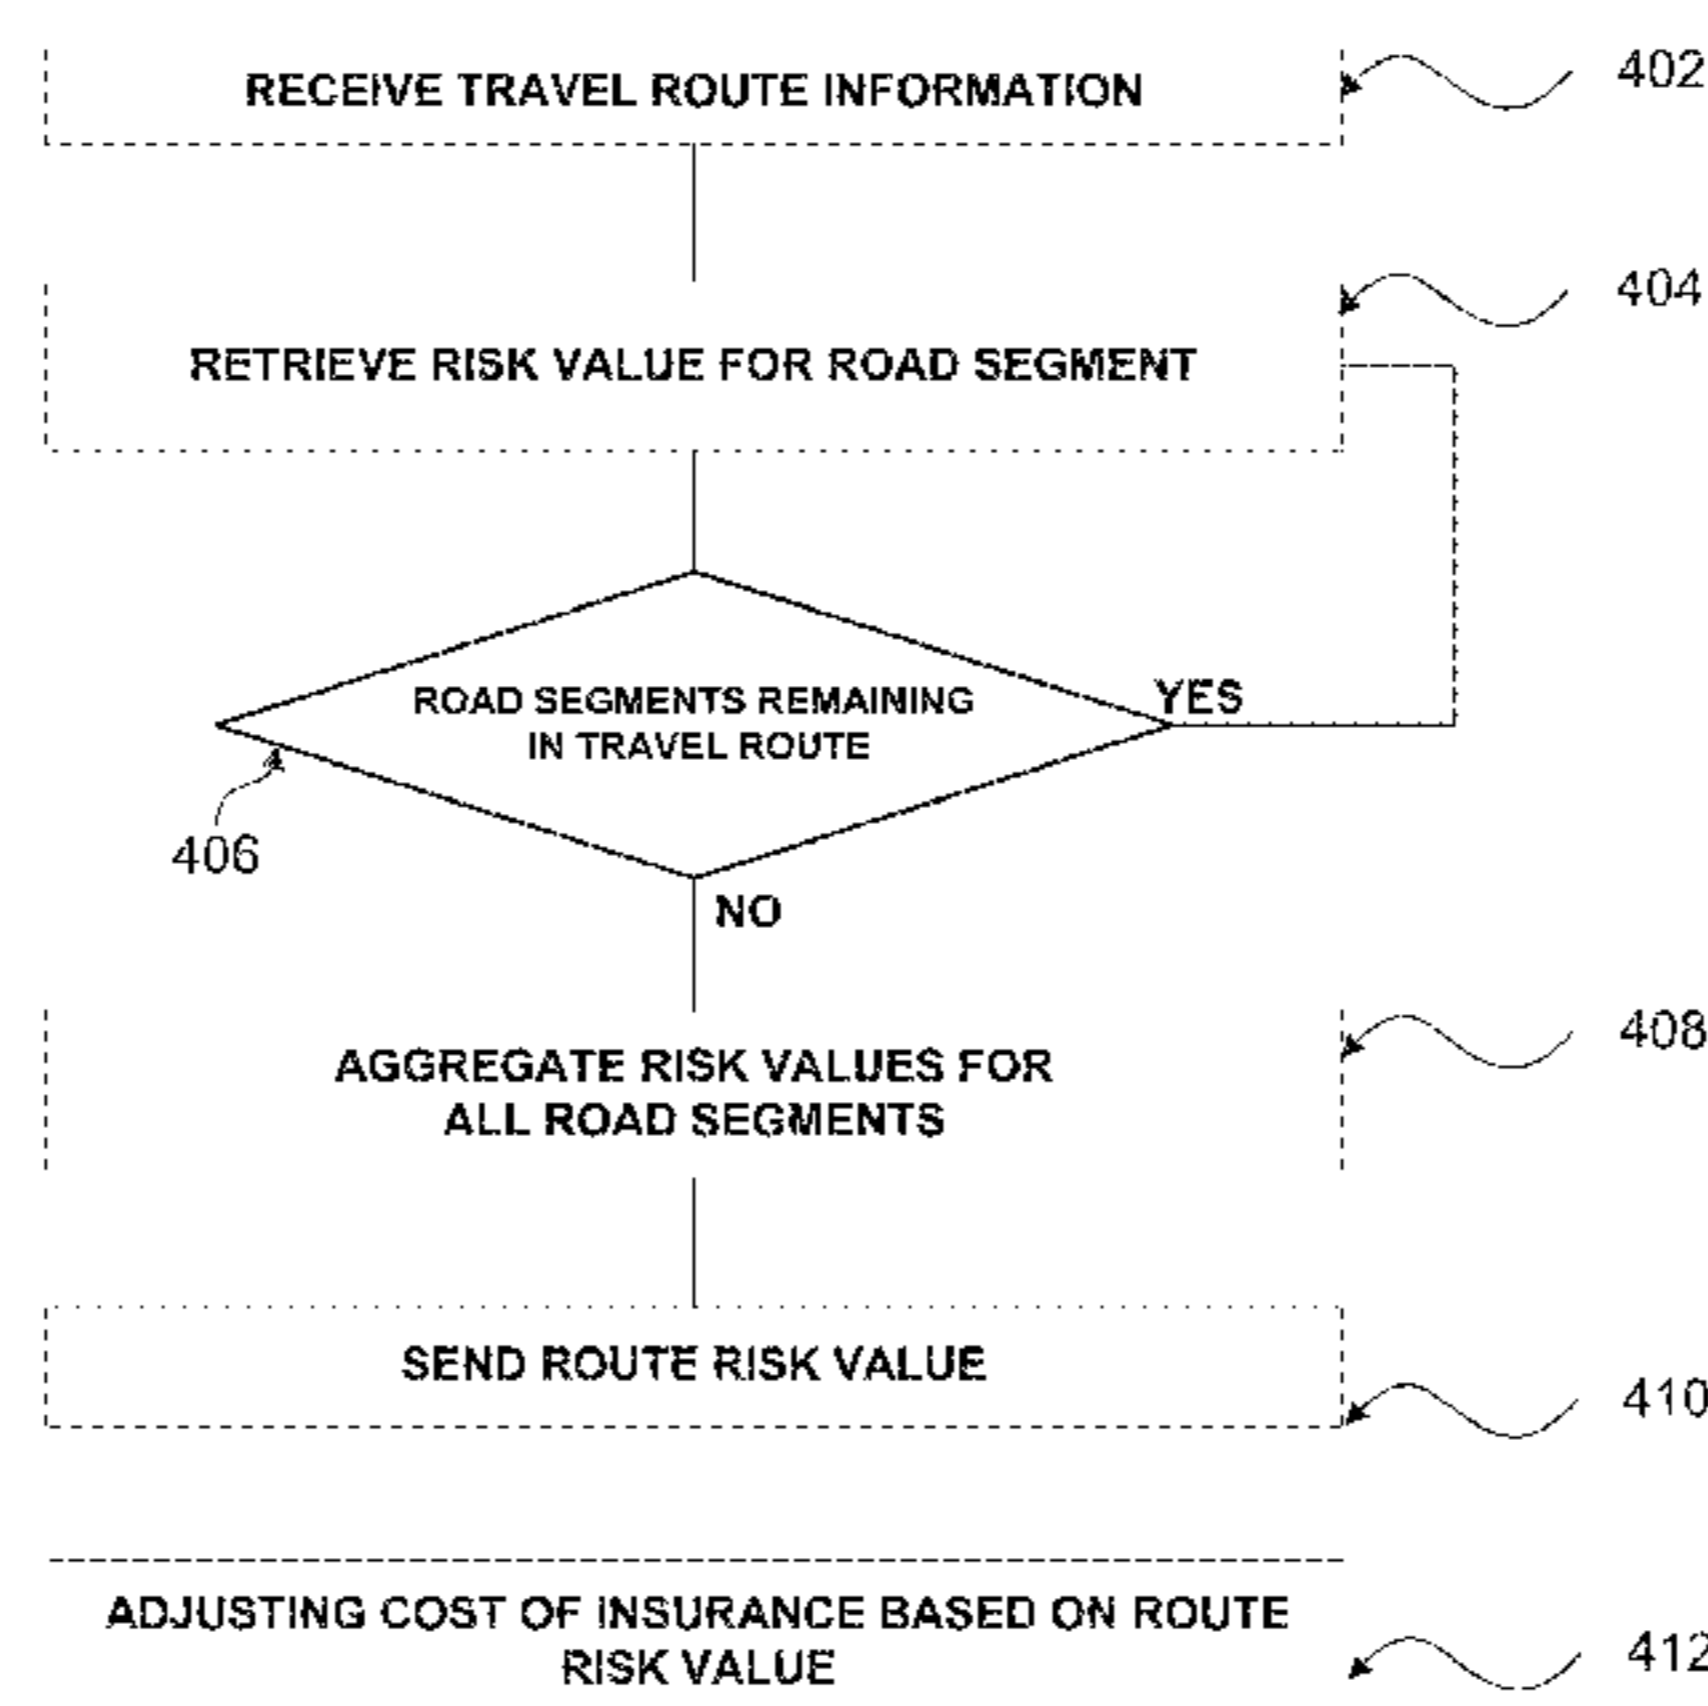 RECEIVE TRAVEL ROUTE INFORMATION
402
404
RETRIEVE RISK VALUE FOR ROAD SEGMENT
ROAD SEGMENTS REMAINING
IN TRAVEL ROUTE
YES
406
NO
408
AGGREGATE RISK VALUES FOR
ALL ROAD SEGMENTS
SEND ROUTE RISK VALUE
410
ADJUSTING COST OF INSURANCE BASED ON ROUTE
RISK VALUE
412